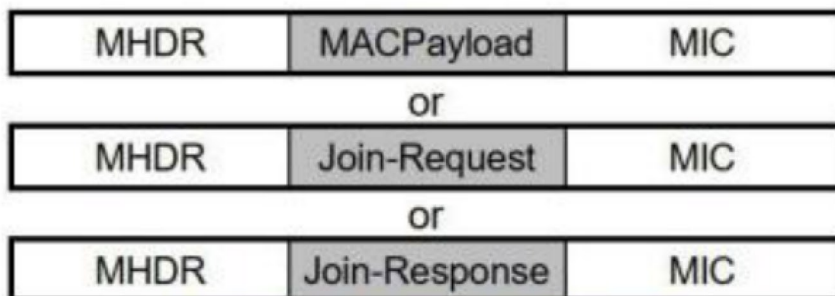 MHDR MACPayload MIC
or
MHDR Join-Request MIC
or
MHDR Join-Response MIC